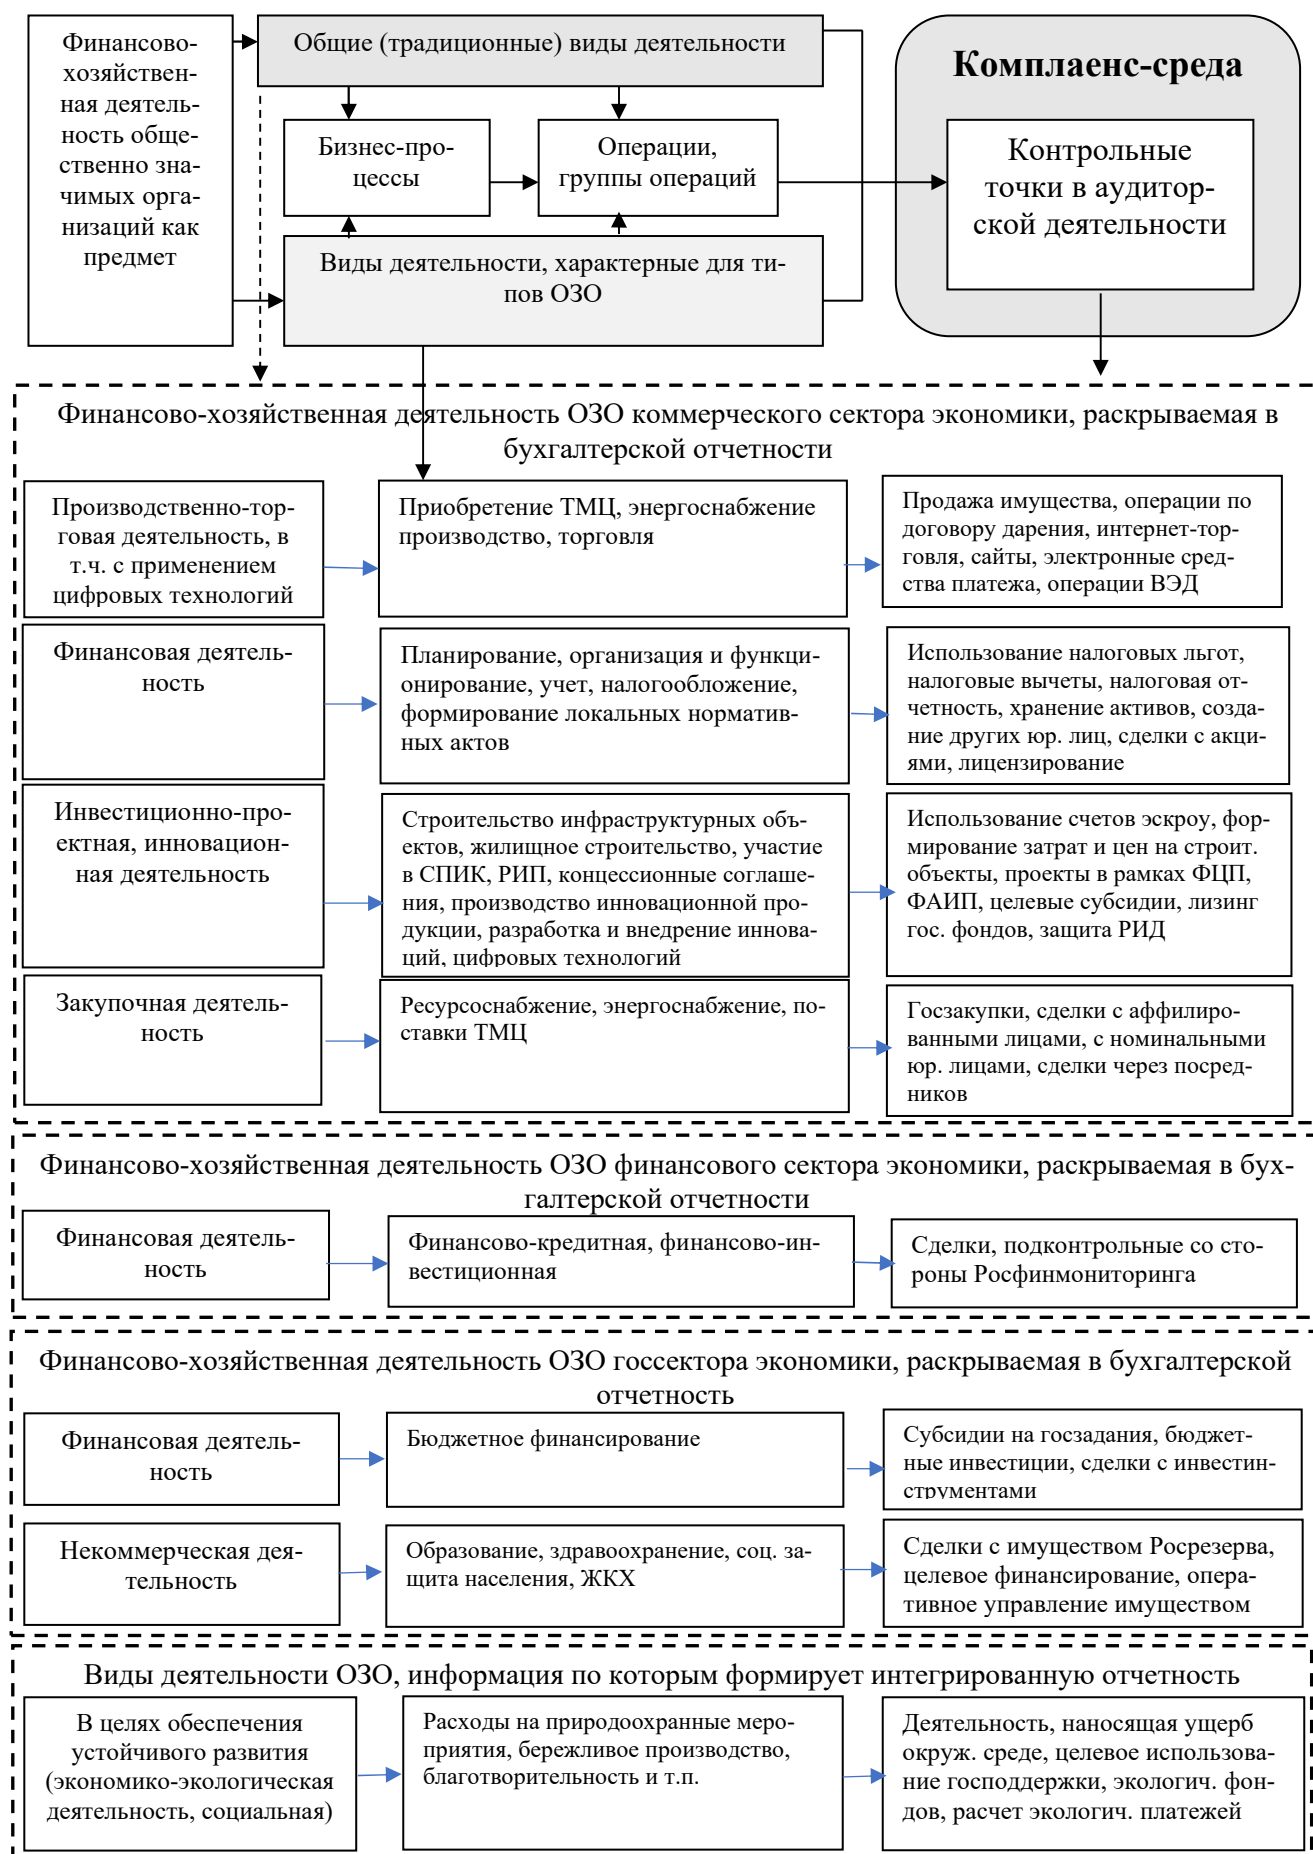 Финансово-
хозяйствен-
ная деятель-
ность обще-
ственно зна-
чимых орга-
низаций как
предмет
Общие (традиционные) виды деятельности
Бизнес-про-
цессы
Операции,
группы операций
Виды деятельности, характерные для ти-
пов ОЗО
Комплаенс-среда
Контрольные
точки в аудитор-
ской деятельности
Финансово-хозяйственная деятельность ОЗО коммерческого сектора экономики, раскрываемая в
бухгалтерской отчетности
Производственно-тор-
говая деятельность, в
т.ч. с применением
цифровых технологий
Приобретение ТМЦ, энергоснабжение
производство, торговля
Продажа имущества, операции по
договору дарения, интернет-тор-
говля, сайты, электронные сред-
ства платежа, операции ВЭД
Финансовая деятель-
ность
Планирование, организация и функци-
онирование, учет, налогообложение,
формирование локальных норматив-
ных актов
Использование налоговых льгот,
налоговые вычеты, налоговая от-
четность, хранение активов, созда-
ние других юр. лиц, сделки с акци-
ями, лицензирование
Инвестиционно-про-
ектная, инновацион-
ная деятельность
Строительство инфраструктурных объ-
ектов, жилищное строительство, участие
в СПИК, РИП, концессионные соглаше-
ния, производство инновационной про-
дукции, разработка и внедрение иннова-
ций, цифровых технологий
Использование счетов эскроу, фор-
мирование затрат и цен на строит.
объекты, проекты в рамках ФЦП,
ФАИП, целевые субсидии, лизинг
гос. фондов, защита РИД
Закупочная деятель-
ность
Ресурсоснабжение, энергоснабжение, по-
ставки ТМЦ
Госзакупки, сделки с аффилиро-
ванными лицами, с номинальными
юр. лицами, сделки через посред-
ников
Финансово-хозяйственная деятельность ОЗО финансового сектора экономики, раскрываемая в бух-
галтерской отчетности
Финансовая деятель-
ность
Финансово-кредитная, финансово-ин-
вестиционная
Сделки, подконтрольные со сто-
роны Росфинмониторинга
Финансово-хозяйственная деятельность ОЗО госсектора экономики, раскрываемая в бухгалтерской
отчетность
Финансовая деятель-
ность
Бюджетное финансирование
Субсидии на госзадания, бюджет-
ные инвестиции, сделки с инвестин-
струментами
Некоммерческая дея-
тельность
Образование, здравоохранение, соц. за-
щита населения, ЖКХ
Сделки с имуществом Росрезерва,
целевое финансирование, опера-
тивное управление имуществом
Виды деятельности ОЗО, информация по которым формирует интегрированную отчетность
В целях обеспечения
устойчивого развития
(экономико-экологическая
деятельность, социальная)
Расходы на природоохранные меро-
приятия, бережливое производство,
благотворительность и т.п.
Деятельность, наносящая ущерб
окруж. среде, целевое использова-
ние господдержки, экологич. фон-
дов, расчет экологич. платежей